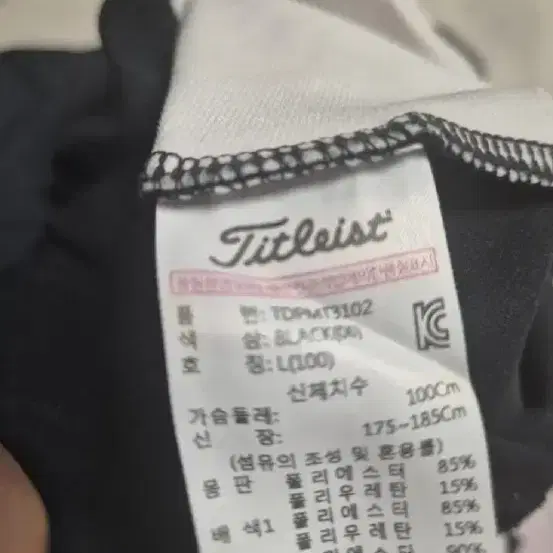 Titleist
품 번: TDPMT3102
색 상: BLACK(00)
호 칭: L(100)
신체치수
가슴둘레: 100Cm
신 장: 175~185Cm
(섬유의 조성 및 혼용률)
몸 판 폴리에스터 85%
폴리우레탄 15%
배색1 폴리에스터 85%
폴리우레탄 15%
90%